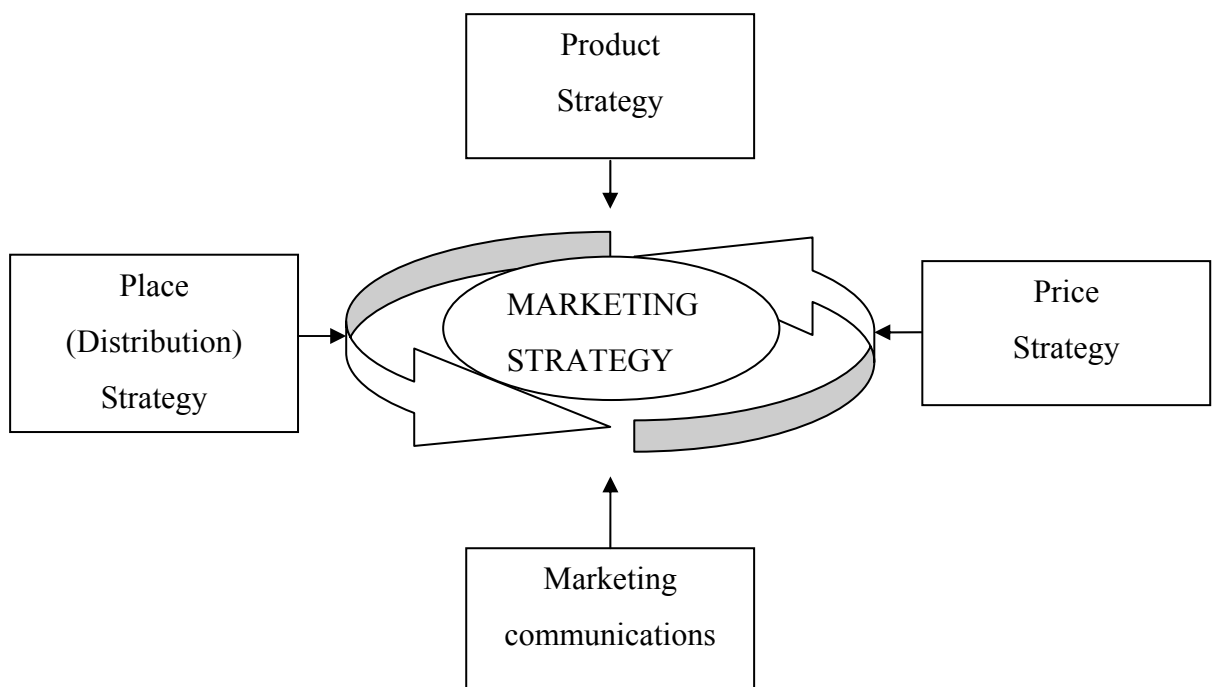 Product
Strategy
Place
(Distribution)
Strategy
MARKETING
STRATEGY
Price
Strategy
Marketing
communications